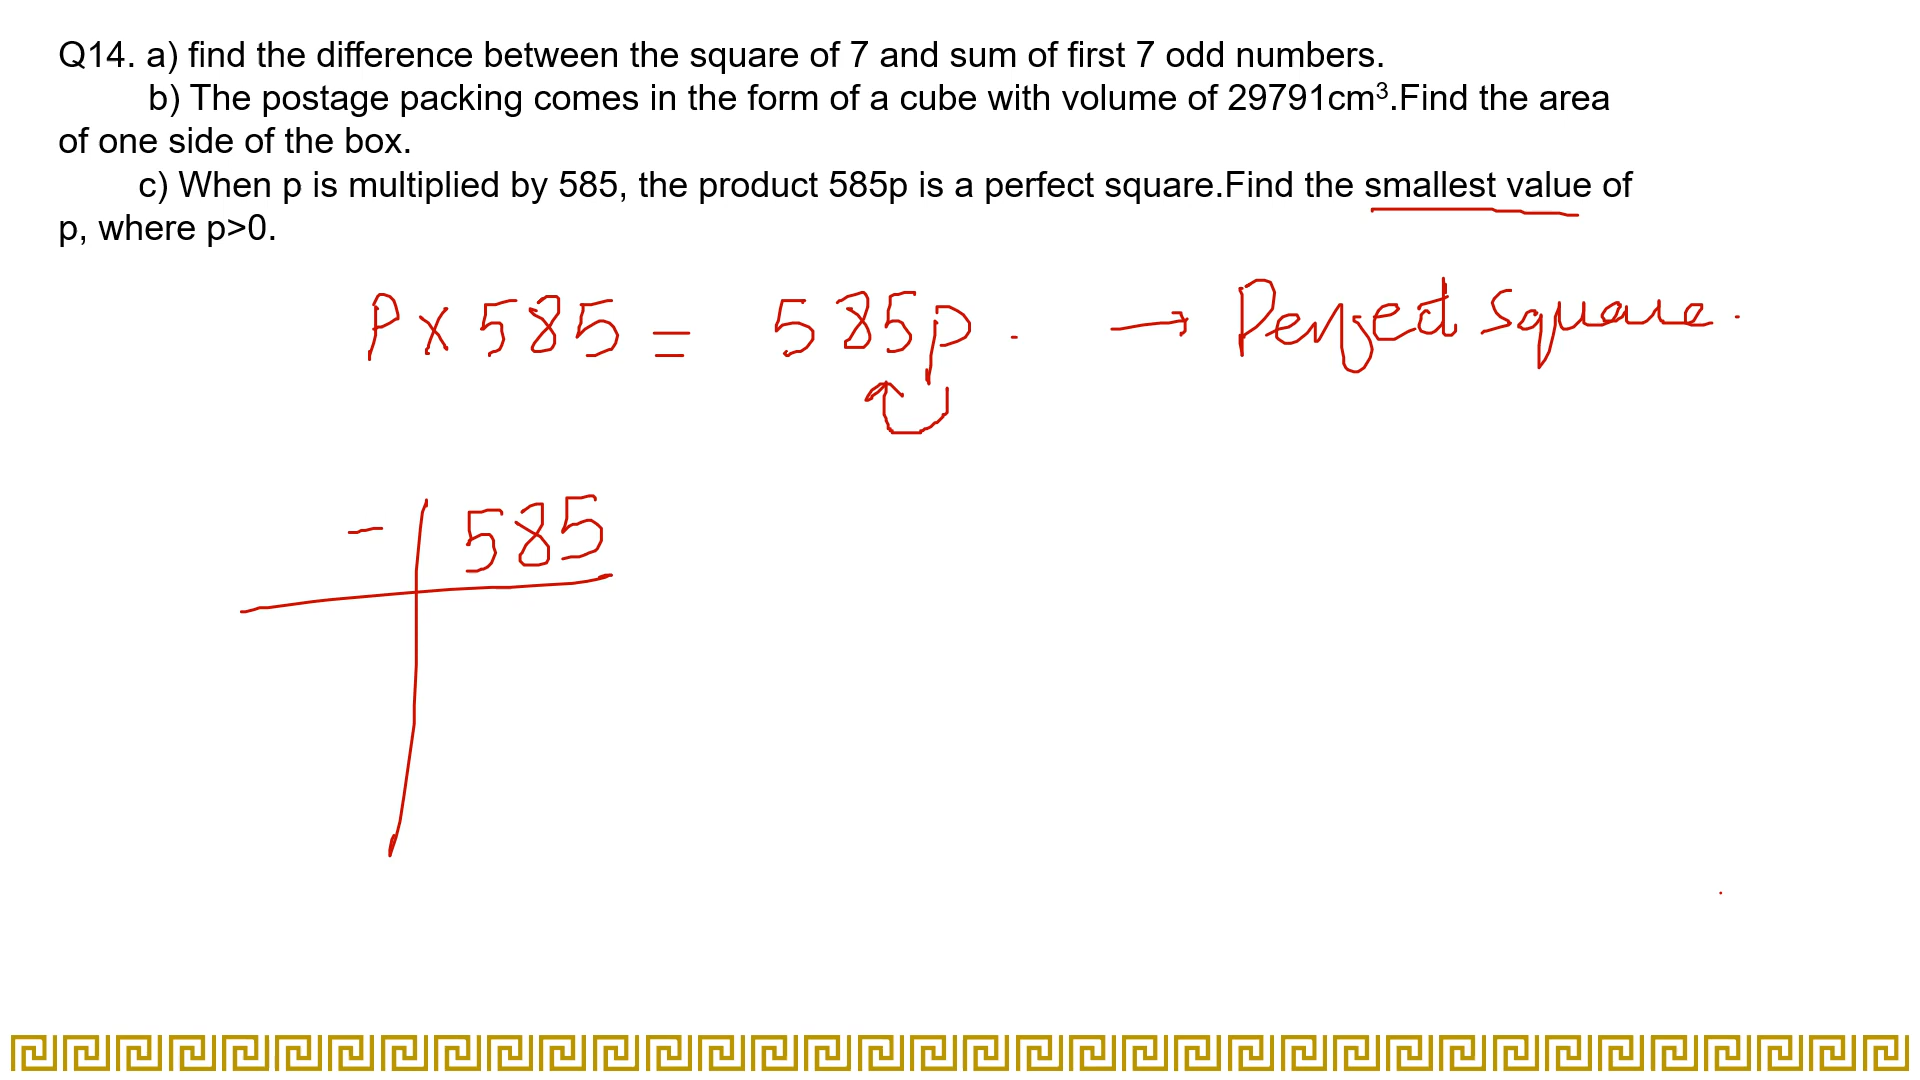 Q14. a) find the difference between the square of 7 and sum of first 7 odd numbers.
b) The postage packing comes in the form of a cube with volume of 29791cm³.Find the area
of one side of the box.
c) When p is multiplied by 585, the product 585p is a perfect square.Find the smallest value of
p, where p>0.
P x 585 = 585p. → Perfect Square.
- | 585